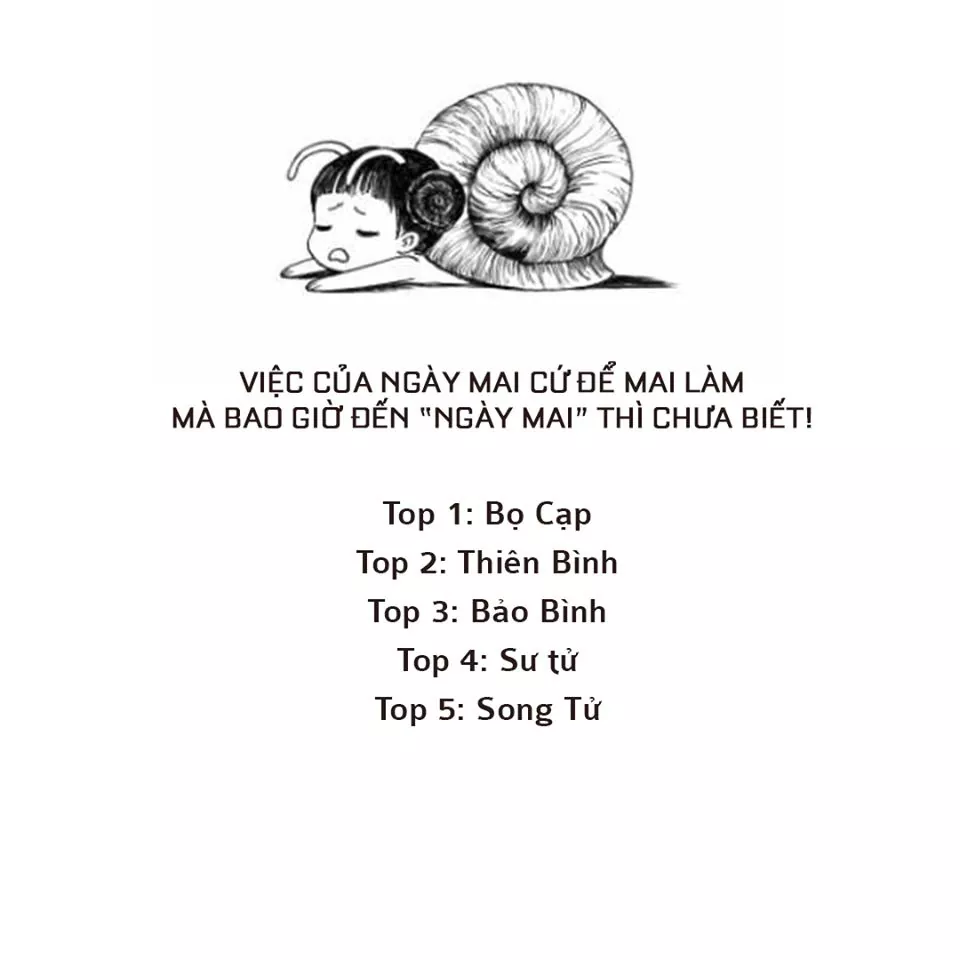 VIỆC CỦA NGÀY MAI CỨ ĐỂ MAI LÀM
MÀ BAO GIỜ ĐẾN "NGÀY MAI" THÌ CHƯA BIẾT!
Top 1: Bọ Cạp
Top 2: Thiên Bình
Top 3: Bảo Bình
Top 4: Sư tử
Top 5: Song Tử